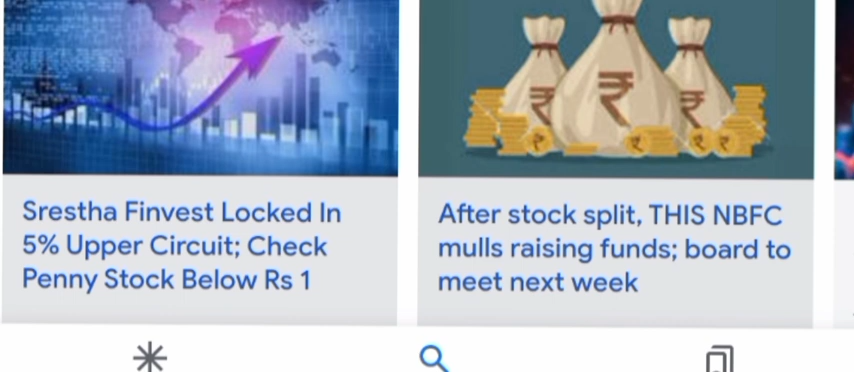 Srestha Finvest Locked In
5% Upper Circuit; Check
Penny Stock Below Rs 1
After stock split, THIS NBFC
mulls raising funds; board to
meet next week